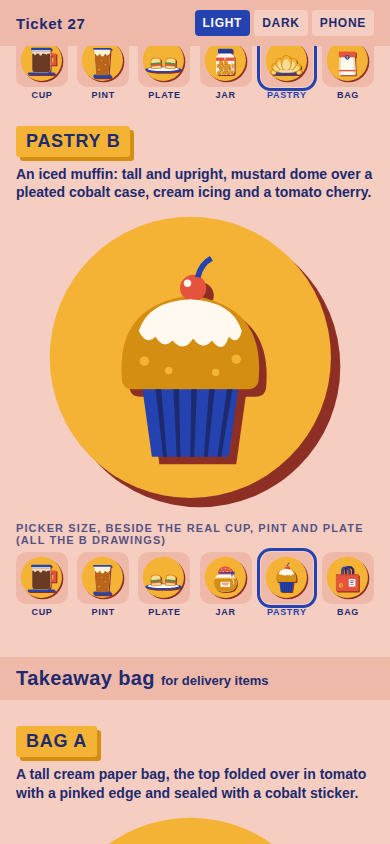 Ticket 27
LIGHT
DARK
PHONE
CUP
PINT
PLATE
JAR
PASTRY
BAG
PASTRY B
An iced muffin: tall and upright, mustard dome over a
pleated cobalt case, cream icing and a tomato cherry.
PICKER SIZE, BESIDE THE REAL CUP, PINT AND PLATE
(ALL THE B DRAWINGS)
CUP
PINT
PLATE
JAR
PASTRY
BAG
Takeaway bag for delivery items
BAG A
A tall cream paper bag, the top folded over in tomato
with a pinked edge and sealed with a cobalt sticker.